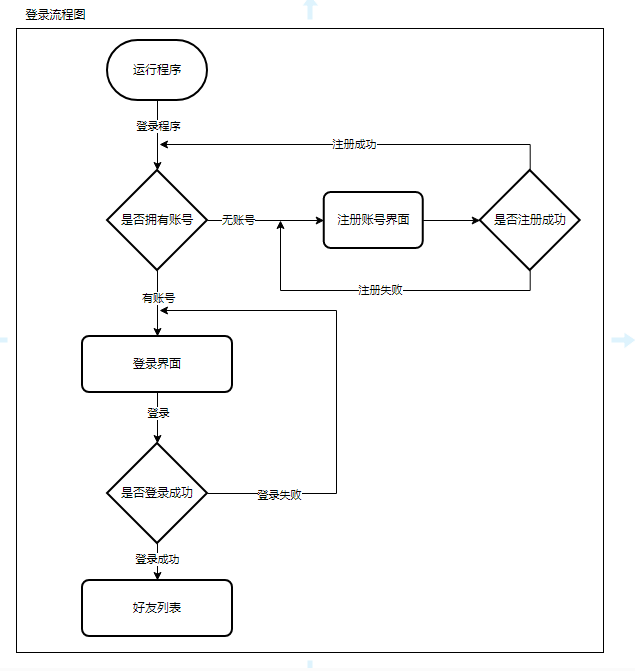 登录流程图
运行程序
登录程序
注册成功
是否拥有账号
无账号
注册账号界面
是否注册成功
注册失败
有账号
登录界面
登录
是否登录成功
登录失败
登录成功
好友列表